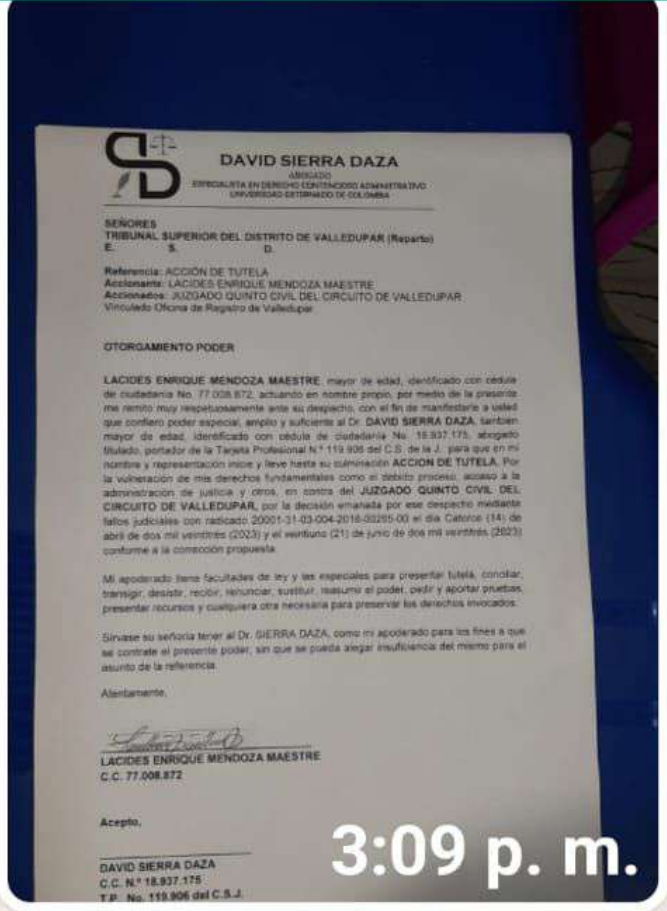 DAVID SIERRA DAZA
ABOGADO
ESPECIALISTA EN DERECHO CONTENCIOSO ADMINISTRATIVO
UNIVERSIDAD EXTERNADO DE COLOMBIA
SEÑORES
TRIBUNAL SUPERIOR DEL DISTRITO DE VALLEDUPAR (Reparto)
E. S. D.
Referencia: ACCIÓN DE TUTELA
Accionante: LACIDES ENRIQUE MENDOZA MAESTRE
Accionados: JUZGADO QUINTO CIVIL DEL CIRCUITO DE VALLEDUPAR
Vinculado Oficina de Registro de Valledupar
OTORGAMIENTO PODER
LACIDES ENRIQUE MENDOZA MAESTRE, mayor de edad, identificado con cédula
de ciudadanía No. 77.008.872, actuando en nombre propio, por medio de la presente
me remito muy respetuosamente ante su despacho, con el fin de manifestarle a usted
que confiero poder especial, amplio y suficiente al Dr. DAVID SIERRA DAZA, también
mayor de edad, identificado con cédula de ciudadanía No. 18.937.175, abogado
titulado, portador de la Tarjeta Profesional N.° 119.906 del C.S. de la J. para que en mi
nombre y representación inicie y lleve hasta su culminación ACCION DE TUTELA. Por
la vulneración de mis derechos fundamentales como el debido proceso, acceso a la
administración de justicia y otros, en contra del JUZGADO QUINTO CIVIL DEL
CIRCUITO DE VALLEDUPAR, por la decisión emanada por ese despacho mediante
fallos judiciales con radicado 20001-31-03-004-2016-00265-00 el día Catorce (14) de
abril de dos mil veintitrés (2023) y el veintiuno (21) de junio de dos mil veintitrés (2023)
conforme a la corrección propuesta.
Mi apoderado tiene facultades de ley y las especiales para presentar tutela, conciliar,
transigir, desistir, recibir, renunciar, sustituir, reasumir el poder, pedir y aportar pruebas,
presentar recursos y cualquiera otra necesaria para preservar los derechos invocados.
Sírvase su señoría tener al Dr. SIERRA DAZA, como mi apoderado para los fines a que
se contrate el presente poder, sin que se pueda alegar insuficiencia del mismo para el
asunto de la referencia.
Atentamente,
LACIDES ENRIQUE MENDOZA MAESTRE
C.C. 77.008.872
Acepto,
DAVID SIERRA DAZA
C.C. N.° 18.937.175
T.P. No. 119.906 del C.S.J.
3:09 p. m.